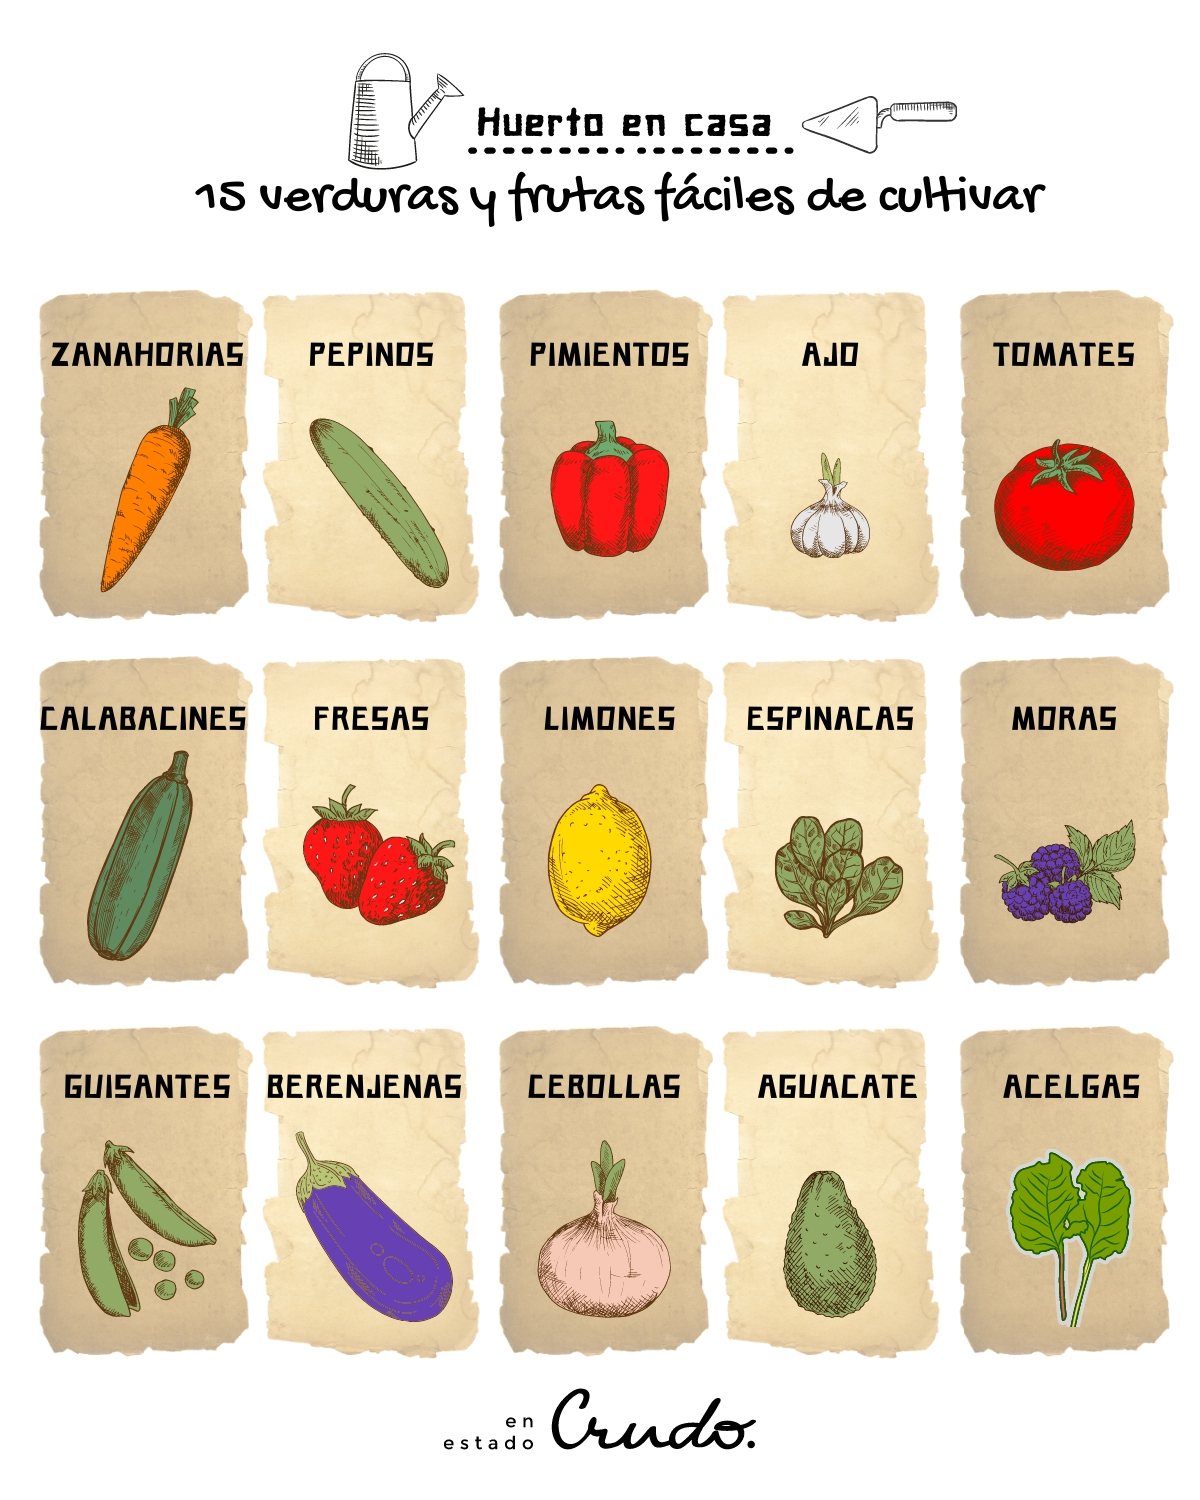 Huerto en casa
15 verduras y frutas fáciles de cultivar
ZANAHORIAS
PEPINOS
PIMIENTOS
AJO
TOMATES
CALABACINES
FRESAS
LIMONES
ESPINACAS
MORAS
GUISANTES
BERENJENAS
CEBOLLAS
AGUACATE
ACELGAS
en
estado Crudo.